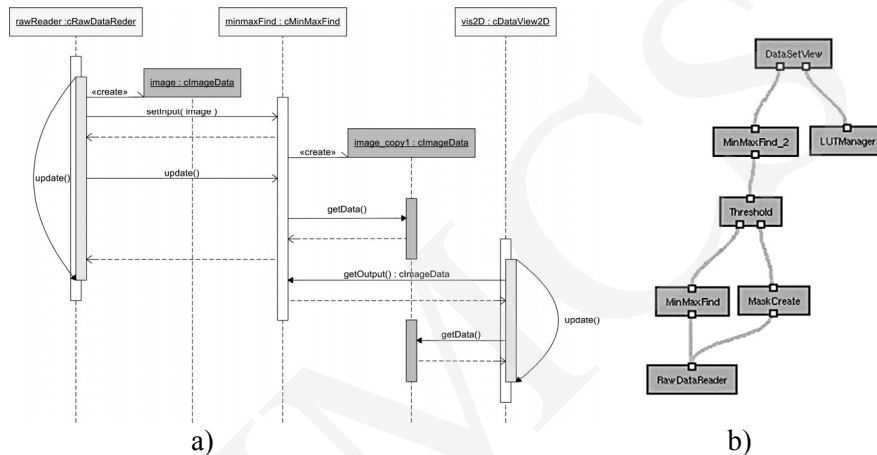 rawReader : cRawDataReder
minmaxFind : cMinMaxFind
vis2D : cDataView2D
image : cImageData
«create»
setInput( image )
image_copy1 : cImageData
«create»
update()
update()
getData()
getOutput() : cImageData
update()
getData()
a)
DataSetView
MinMaxFind_2
LUTManager
Threshold
MinMaxFind
MaskCreate
RawDataReader
b)